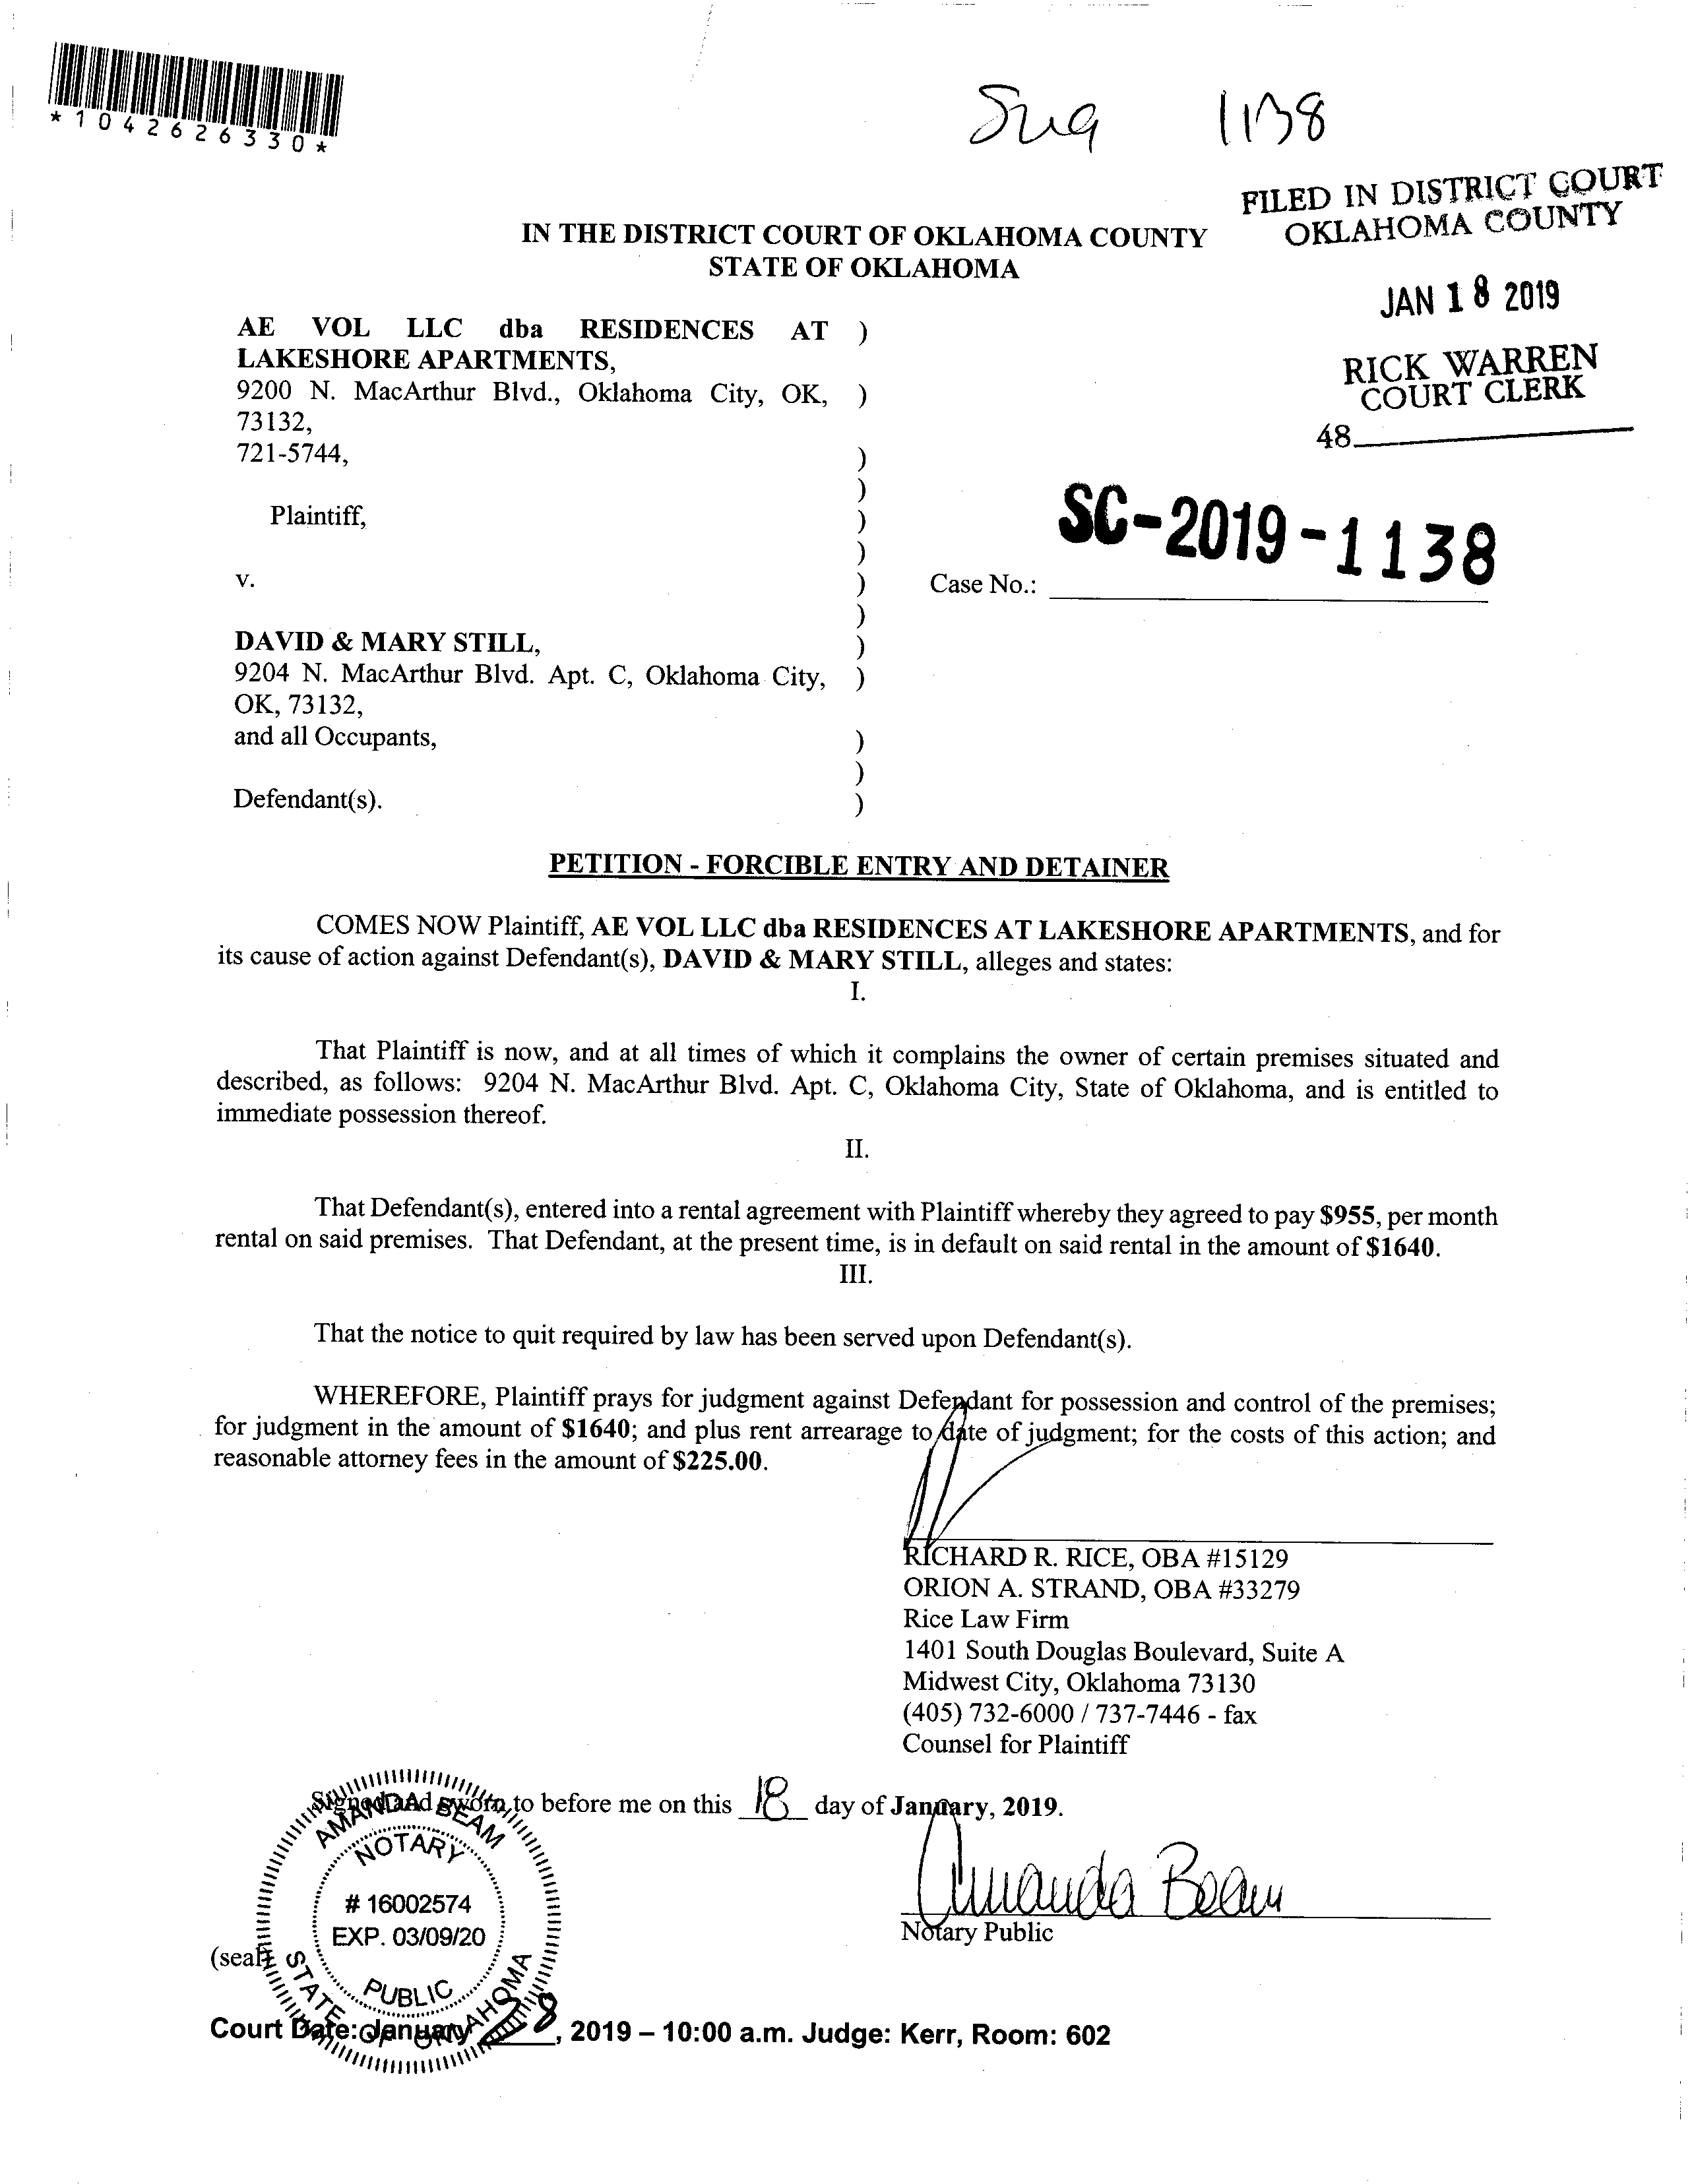 *1042626330*
1138
FILED IN DISTRICT COURT
OKLAHOMA COUNTY
JAN 18 2019
RICK WARREN
COURT CLERK
48
IN THE DISTRICT COURT OF OKLAHOMA COUNTY
STATE OF OKLAHOMA
AE VOL LLC dba RESIDENCES AT )
LAKESHORE APARTMENTS,
9200 N. MacArthur Blvd., Oklahoma City, OK, )
73132,
721-5744, )
)
Plaintiff, )
)
v. ) Case No.: SC-2019-1138
)
DAVID & MARY STILL, )
9204 N. MacArthur Blvd. Apt. C, Oklahoma City, )
OK, 73132,
and all Occupants, )
)
Defendant(s). )
PETITION - FORCIBLE ENTRY AND DETAINER
COMES NOW Plaintiff, AE VOL LLC dba RESIDENCES AT LAKESHORE APARTMENTS, and for
its cause of action against Defendant(s), DAVID & MARY STILL, alleges and states:
I.
That Plaintiff is now, and at all times of which it complains the owner of certain premises situated and
described, as follows: 9204 N. MacArthur Blvd. Apt. C, Oklahoma City, State of Oklahoma, and is entitled to
immediate possession thereof.
II.
That Defendant(s), entered into a rental agreement with Plaintiff whereby they agreed to pay $955, per month
rental on said premises. That Defendant, at the present time, is in default on said rental in the amount of $1640.
III.
That the notice to quit required by law has been served upon Defendant(s).
WHEREFORE, Plaintiff prays for judgment against Defendant for possession and control of the premises;
for judgment in the amount of $1640; and plus rent arrearage to date of judgment; for the costs of this action; and
reasonable attorney fees in the amount of $225.00.
RICHARD R. RICE, OBA #15129
ORION A. STRAND, OBA #33279
Rice Law Firm
1401 South Douglas Boulevard, Suite A
Midwest City, Oklahoma 73130
(405) 732-6000 / 737-7446 - fax
Counsel for Plaintiff
Signed and sworn to before me on this 18 day of January, 2019.
Amanda Beam
Notary Public
(seal)
AMANDA BEAM
NOTARY
# 16002574
EXP. 03/09/20
PUBLIC
STATE OF OKLAHOMA
Court Date: January 28, 2019 – 10:00 a.m. Judge: Kerr, Room: 602